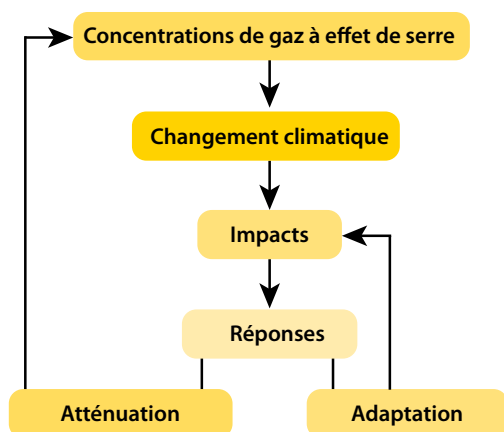 Concentrations de gaz à effet de serre
Changement climatique
Impacts
Réponses
Atténuation
Adaptation